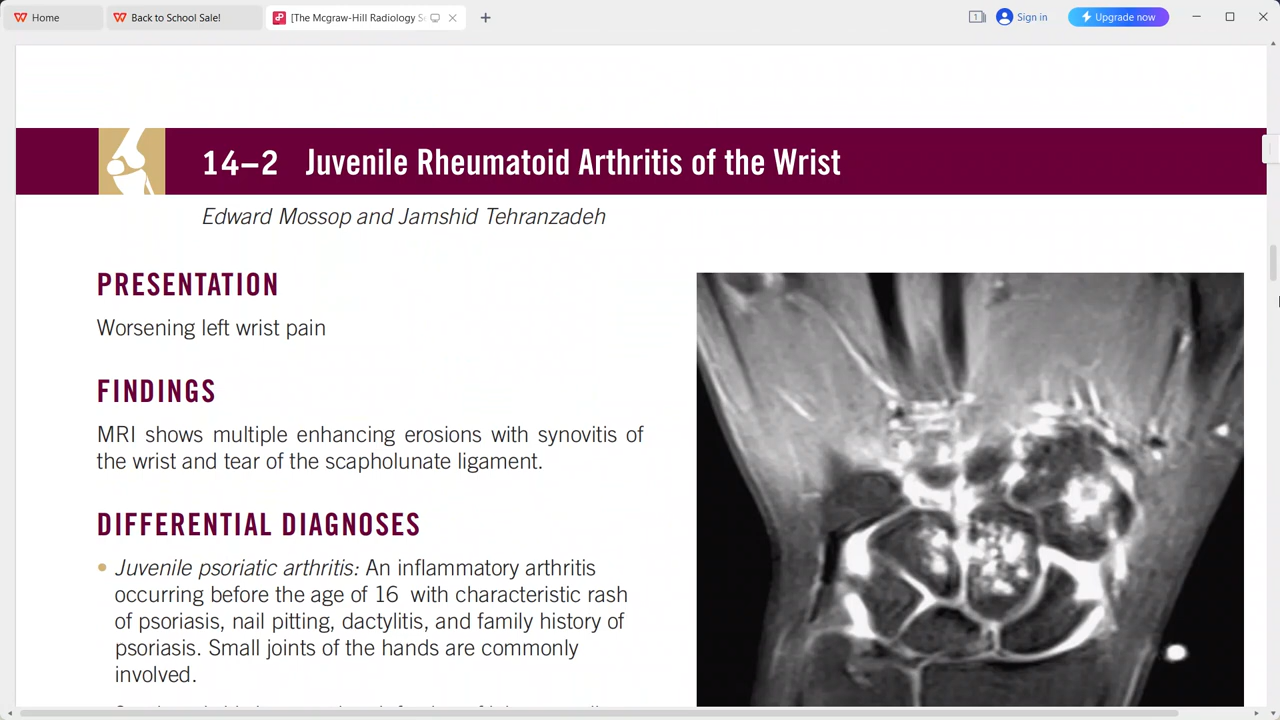 Home
Back to School Sale!
[The Mcgraw-Hill Radiology S
1
Sign in
Upgrade now
14–2 Juvenile Rheumatoid Arthritis of the Wrist
Edward Mossop and Jamshid Tehranzadeh
PRESENTATION
Worsening left wrist pain
FINDINGS
MRI shows multiple enhancing erosions with synovitis of
the wrist and tear of the scapholunate ligament.
DIFFERENTIAL DIAGNOSES
• Juvenile psoriatic arthritis: An inflammatory arthritis
occurring before the age of 16 with characteristic rash
of psoriasis, nail pitting, dactylitis, and family history of
psoriasis. Small joints of the hands are commonly
involved.